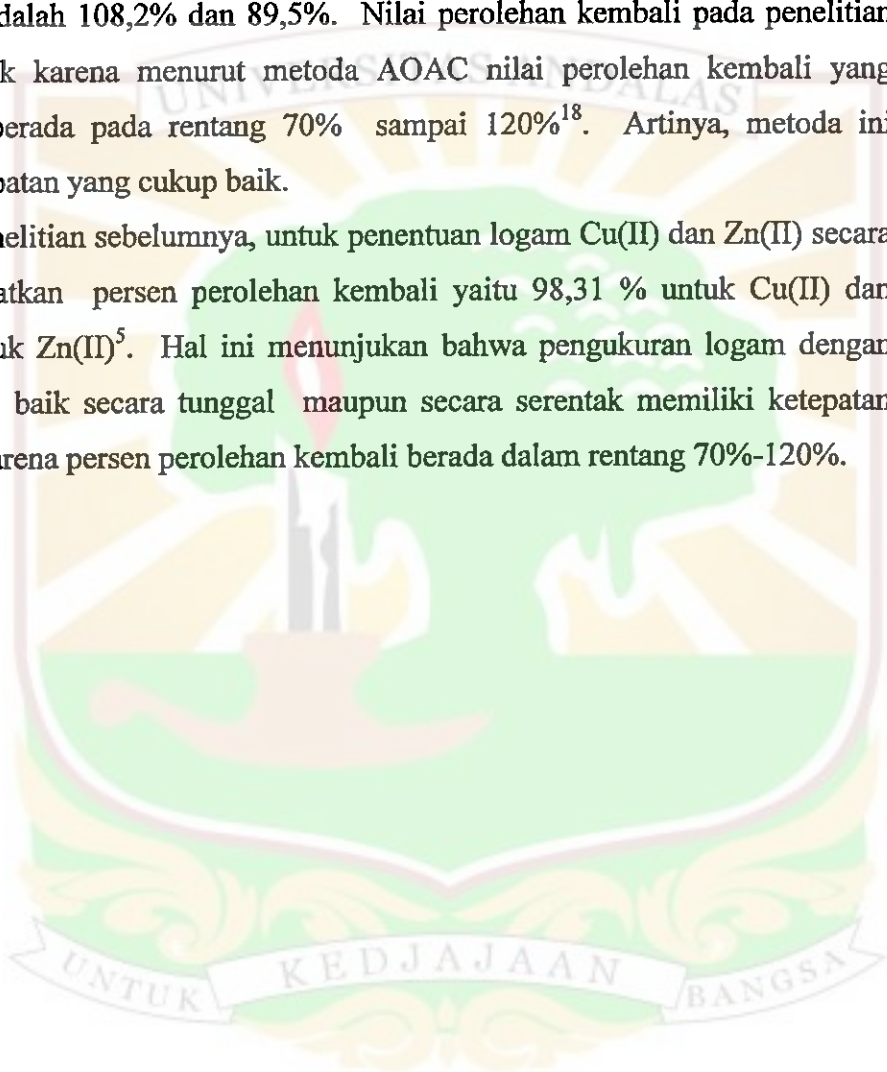 dalah 108,2% dan 89,5%. Nilai perolehan kembali pada penelitian
k karena menurut metoda AOAC nilai perolehan kembali yang
berada pada rentang 70% sampai 120%18. Artinya, metoda ini
patan yang cukup baik.
nelitian sebelumnya, untuk penentuan logam Cu(II) dan Zn(II) secara
atkan persen perolehan kembali yaitu 98,31 % untuk Cu(II) dan
uk Zn(II)5. Hal ini menunjukan bahwa pengukuran logam dengan
baik secara tunggal maupun secara serentak memiliki ketepatan
arena persen perolehan kembali berada dalam rentang 70%-120%.
UNIVERSITAS ANDALAS
UNTUK KEDJAJAAN BANGSA